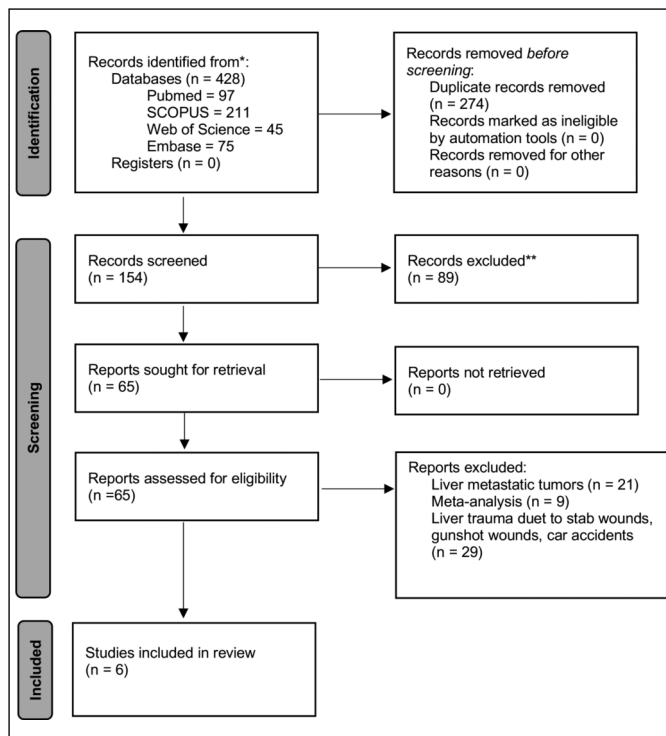 Identification
Records identified from*:
Databases (n = 428)
Pubmed = 97
SCOPUS = 211
Web of Science = 45
Embase = 75
Registers (n = 0)
Records removed before
screening:
Duplicate records removed
(n = 274)
Records marked as ineligible
by automation tools (n = 0)
Records removed for other
reasons (n = 0)
Screening
Records screened
(n = 154)
Records excluded**
(n = 89)
Reports sought for retrieval
(n = 65)
Reports not retrieved
(n = 0)
Reports assessed for eligibility
(n =65)
Reports excluded:
Liver metastatic tumors (n = 21)
Meta-analysis (n = 9)
Liver trauma duet to stab wounds,
gunshot wounds, car accidents
(n = 29)
Included
Studies included in review
(n = 6)